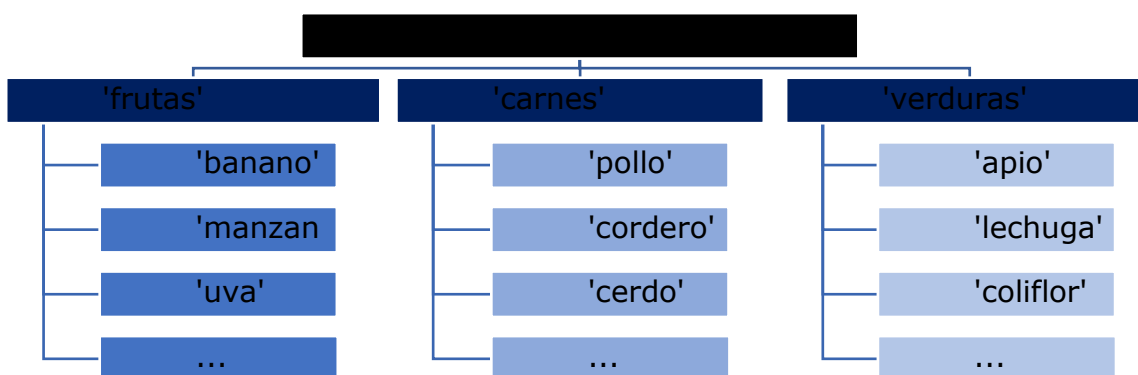 'frutas'
'banano'
'manzan
'uva'
...
'carnes'
'pollo'
'cordero'
'cerdo'
...
'verduras'
'apio'
'lechuga'
'coliflor'
...